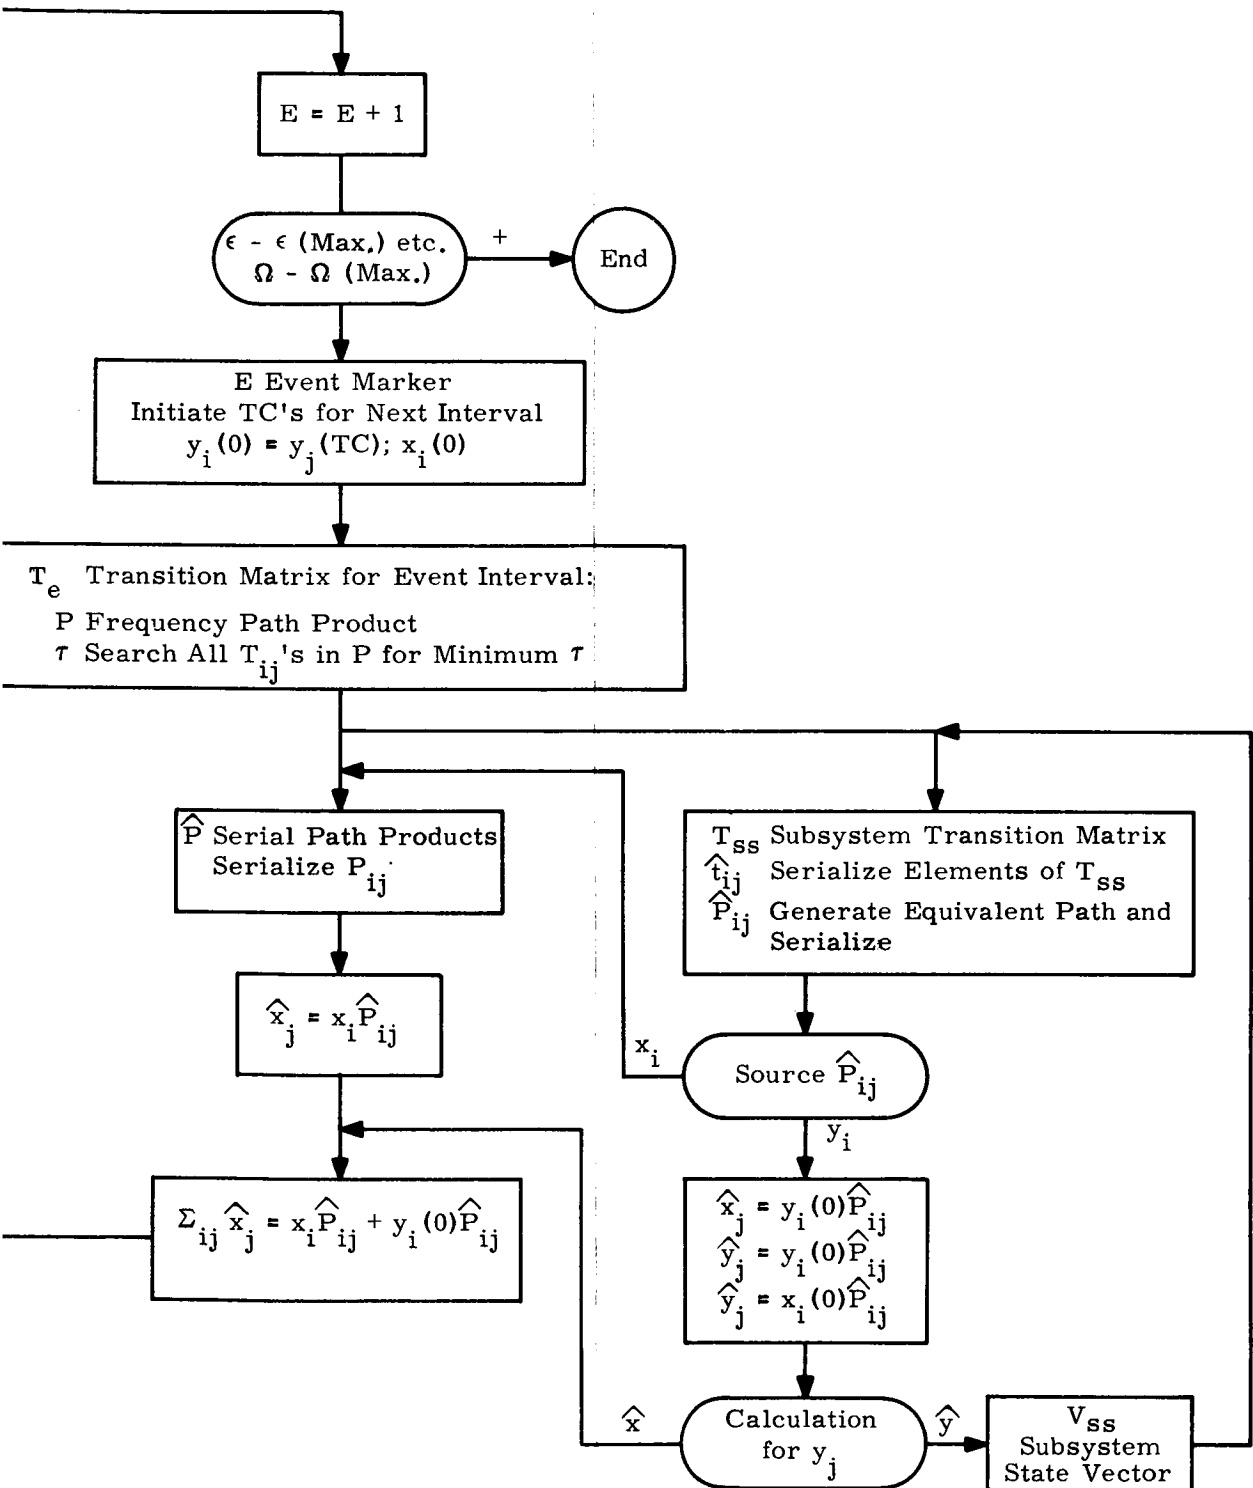 E = E + 1
ϵ - ϵ (Max.) etc.
Ω - Ω (Max.)
+
End
E Event Marker
Initiate TC's for Next Interval
y_i(0) = y_j(TC); x_i(0)
T_e Transition Matrix for Event Interval:
P Frequency Path Product
τ Search All T_ij's in P for Minimum τ
P̂ Serial Path Products
Serialize P_ij
T_ss Subsystem Transition Matrix
t̂_ij Serialize Elements of T_ss
P̂_ij Generate Equivalent Path and
Serialize
x̂_j = x_i P̂_ij
x_i
Source P̂_ij
y_i
Σ_ij x̂_j = x_i P̂_ij + y_i(0) P̂_ij
x̂_j = y_i(0) P̂_ij
ŷ_j = y_i(0) P̂_ij
ŷ_j = x_i(0) P̂_ij
x̂
Calculation
for y_j
ŷ
V_ss
Subsystem
State Vector